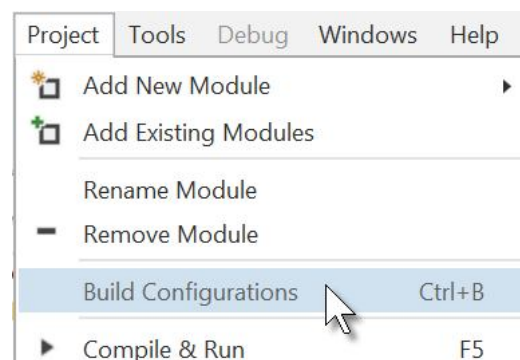 Project Tools Debug Windows Help
Add New Module
Add Existing Modules
Rename Module
Remove Module
Build Configurations Ctrl+B
Compile & Run F5